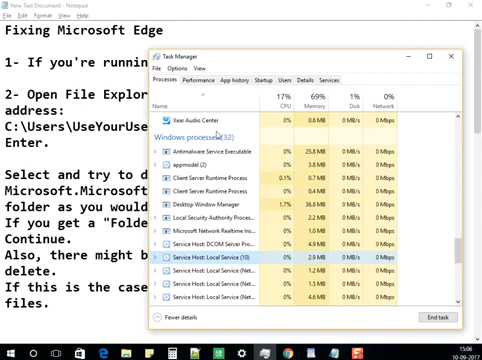 New Text Document - Notepad
File Edit Format View Help
Fixing Microsoft Edge
1- If you're runnin
2- Open File Explor
address:
C:\Users\UseYourUse
Enter.
Select and try to d
Microsoft.Microsoft
folder as you would
If you get a "Folde
Continue.
Also, there might b
delete.
If this is the case
files.
Task Manager
File Options View
Processes Performance App history Startup Users Details Services
17% 69% 1% 0%
Name CPU Memory Disk Network
Xear Audio Center 0% 0.6 MB 0 MB/s 0 Mbps
Windows processes (32)
Antimalware Service Executable 0% 25.8 MB 0 MB/s 0 Mbps
appmodel (2) 0% 3.8 MB 0 MB/s 0 Mbps
Client Server Runtime Process 0.1% 0.7 MB 0 MB/s 0 Mbps
Client Server Runtime Process 0% 0.4 MB 0 MB/s 0 Mbps
Desktop Window Manager 1.7% 36.8 MB 0 MB/s 0 Mbps
Local Security Authority Proces... 0% 2.2 MB 0 MB/s 0 Mbps
Microsoft Network Realtime Ins... 0% 1.0 MB 0 MB/s 0 Mbps
Service Host: DCOM Server Pro... 0% 4.9 MB 0 MB/s 0 Mbps
Service Host: Local Service (10) 0% 2.9 MB 0 MB/s 0 Mbps
Service Host: Local Service (Net... 0% 1.2 MB 0 MB/s 0 Mbps
Service Host: Local Service (Net... 0% 1.5 MB 0 MB/s 0 Mbps
Service Host: Local Service (Net... 0% 4.6 MB 0 MB/s 0 Mbps
Fewer details End task
15:06
10-09-2017